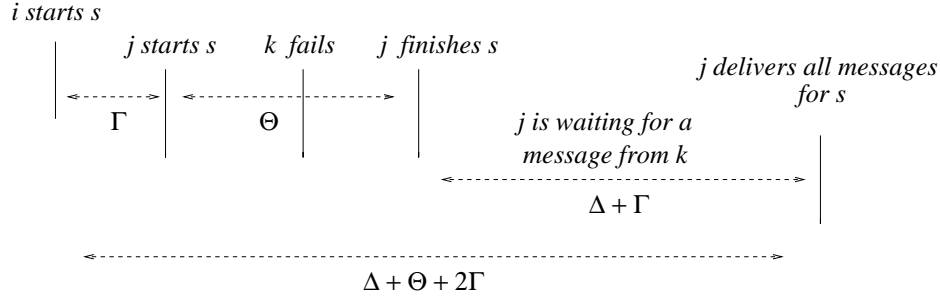 i starts s
j starts s
k fails
j finishes s
j delivers all messages
for s
Γ
Θ
j is waiting for a
message from k
Δ + Γ
Δ + Θ + 2Γ